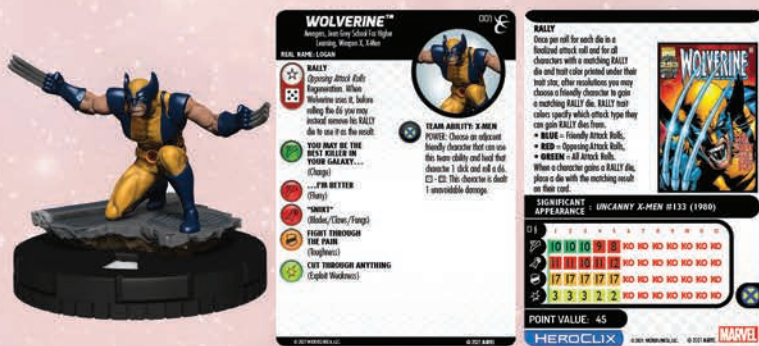 WOLVERINE™
001
Avengers, Jean Grey School For Higher
Learning, Weapon X, X-Men
REAL NAME: LOGAN
RALLY
Opposing Attack Rolls
Regeneration. When
Wolverine uses it, before
rolling the d6 you may
instead remove his RALLY
die to use it as the result.
YOU MAY BE THE
BEST KILLER IN
YOUR GALAXY...
(Charge)
...I'M BETTER
(Flurry)
"SNIKT"
(Blades/Claws/Fangs)
FIGHT THROUGH
THE PAIN
(Toughness)
CUT THROUGH ANYTHING
(Exploit Weakness)
TEAM ABILITY: X-MEN
POWER: Choose an adjacent
friendly character that can use
this team ability and heal that
character 1 click and roll a d6.
This character is dealt
1 unavoidable damage.
© 2021 MARVEL
RALLY
Once per roll for each die in a
finalized attack roll and for all
characters with a matching RALLY
die and trait color printed under their
trait star, after resolutions you may
choose a friendly character to gain
a matching RALLY die. RALLY trait
colors specify which attack type they
can gain RALLY dies from.
• BLUE = Friendly Attack Rolls.
• RED = Opposing Attack Rolls.
• GREEN = All Attack Rolls.
When a character gains a RALLY die,
place a die with the matching result
on their card.
WOLVERINE
SIGNIFICANT
APPEARANCE : UNCANNY X-MEN #133 (1980)
10 10 10 9 8 KO KO KO KO KO KO KO
11 11 10 11 12 KO KO KO KO KO KO KO
17 17 17 17 17 KO KO KO KO KO KO KO
3 3 3 2 2 KO KO KO KO KO KO KO
POINT VALUE: 45
HEROCLIX
© 2021 MARVEL
MARVEL